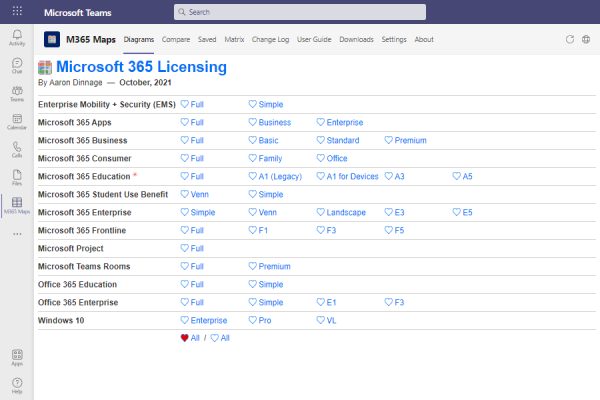 Microsoft Teams
Search
Activity
Chat
Teams
Calendar
Calls
Files
M365 Maps
...
Apps
Help
M365 Maps Diagrams Compare Saved Matrix Change Log User Guide Downloads Settings About
Microsoft 365 Licensing
By Aaron Dinnage — October, 2021
Enterprise Mobility + Security (EMS) Full Simple
Microsoft 365 Apps Full Business Enterprise
Microsoft 365 Business Full Basic Standard Premium
Microsoft 365 Consumer Full Family Office
Microsoft 365 Education * Full A1 (Legacy) A1 for Devices A3 A5
Microsoft 365 Student Use Benefit Venn Simple
Microsoft 365 Enterprise Simple Venn Landscape E3 E5
Microsoft 365 Frontline Full F1 F3 F5
Microsoft Project Full
Microsoft Teams Rooms Full Premium
Office 365 Education Full Simple
Office 365 Enterprise Full Simple E1 F3
Windows 10 Enterprise Pro VL
All / All